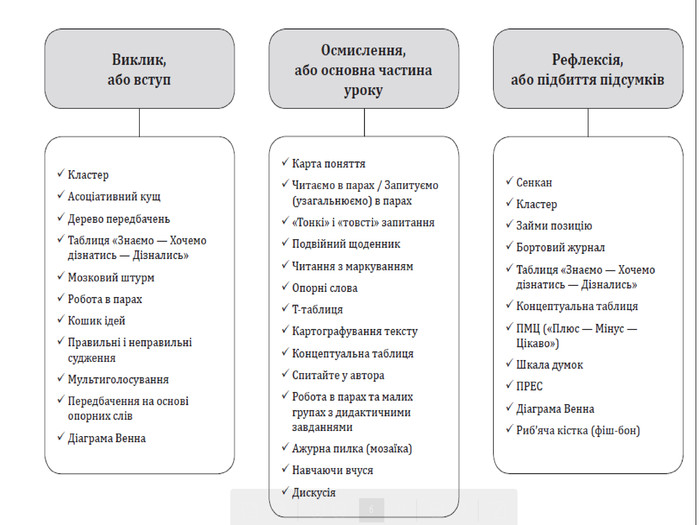 Виклик,
або вступ
✓ Кластер
✓ Асоціативний кущ
✓ Дерево передбачень
✓ Таблиця «Знаємо — Хочемо
дізнатись — Дізнались»
✓ Мозковий штурм
✓ Робота в парах
✓ Кошик ідей
✓ Правильні і неправильні
судження
✓ Мультиголосування
✓ Передбачення на основі
опорних слів
✓ Діаграма Венна
Осмислення,
або основна частина
уроку
✓ Карта поняття
✓ Читаємо в парах / Запитуємо
(узагальнюємо) в парах
✓ «Тонкі» і «товсті» запитання
✓ Подвійний щоденник
✓ Читання з маркуванням
✓ Опорні слова
✓ Т-таблиця
✓ Картографування тексту
✓ Концептуальна таблиця
✓ Спитайте у автора
✓ Робота в парах та малих
групах з дидактичними
завданнями
✓ Ажурна пилка (мозаїка)
✓ Навчаючи вчуся
✓ Дискусія
Рефлексія,
або підбиття підсумків
✓ Сенкан
✓ Кластер
✓ Займи позицію
✓ Бортовий журнал
✓ Таблиця «Знаємо — Хочемо
дізнатись — Дізнались»
✓ Концептуальна таблиця
✓ ПМЦ («Плюс — Мінус —
Цікаво»)
✓ Шкала думок
✓ ПРЕС
✓ Діаграма Венна
✓ Риб'яча кістка (фіш-бон)